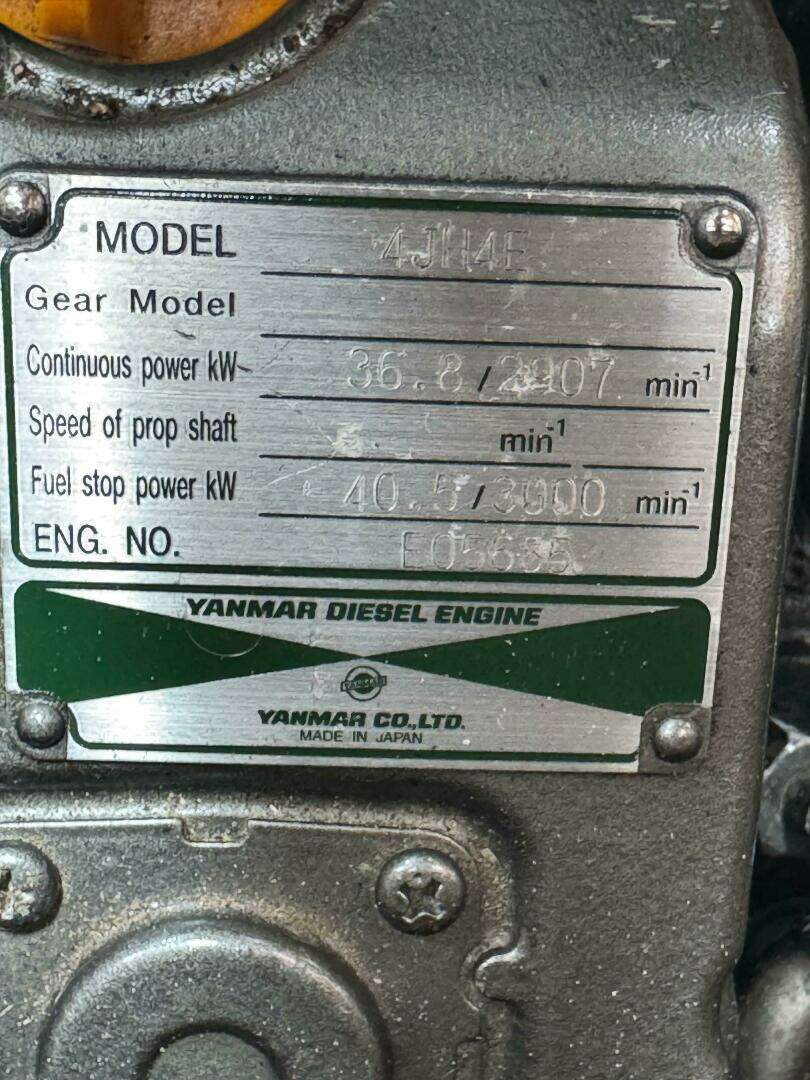 MODEL 4JH4E
Gear Model
Continuous power kW 36.8 / 2907 min-1
Speed of prop shaft min-1
Fuel stop power kW 40.5 / 3000 min-1
ENG. NO.
YANMAR DIESEL ENGINE
YANMAR
YANMAR CO.,LTD.
MADE IN JAPAN